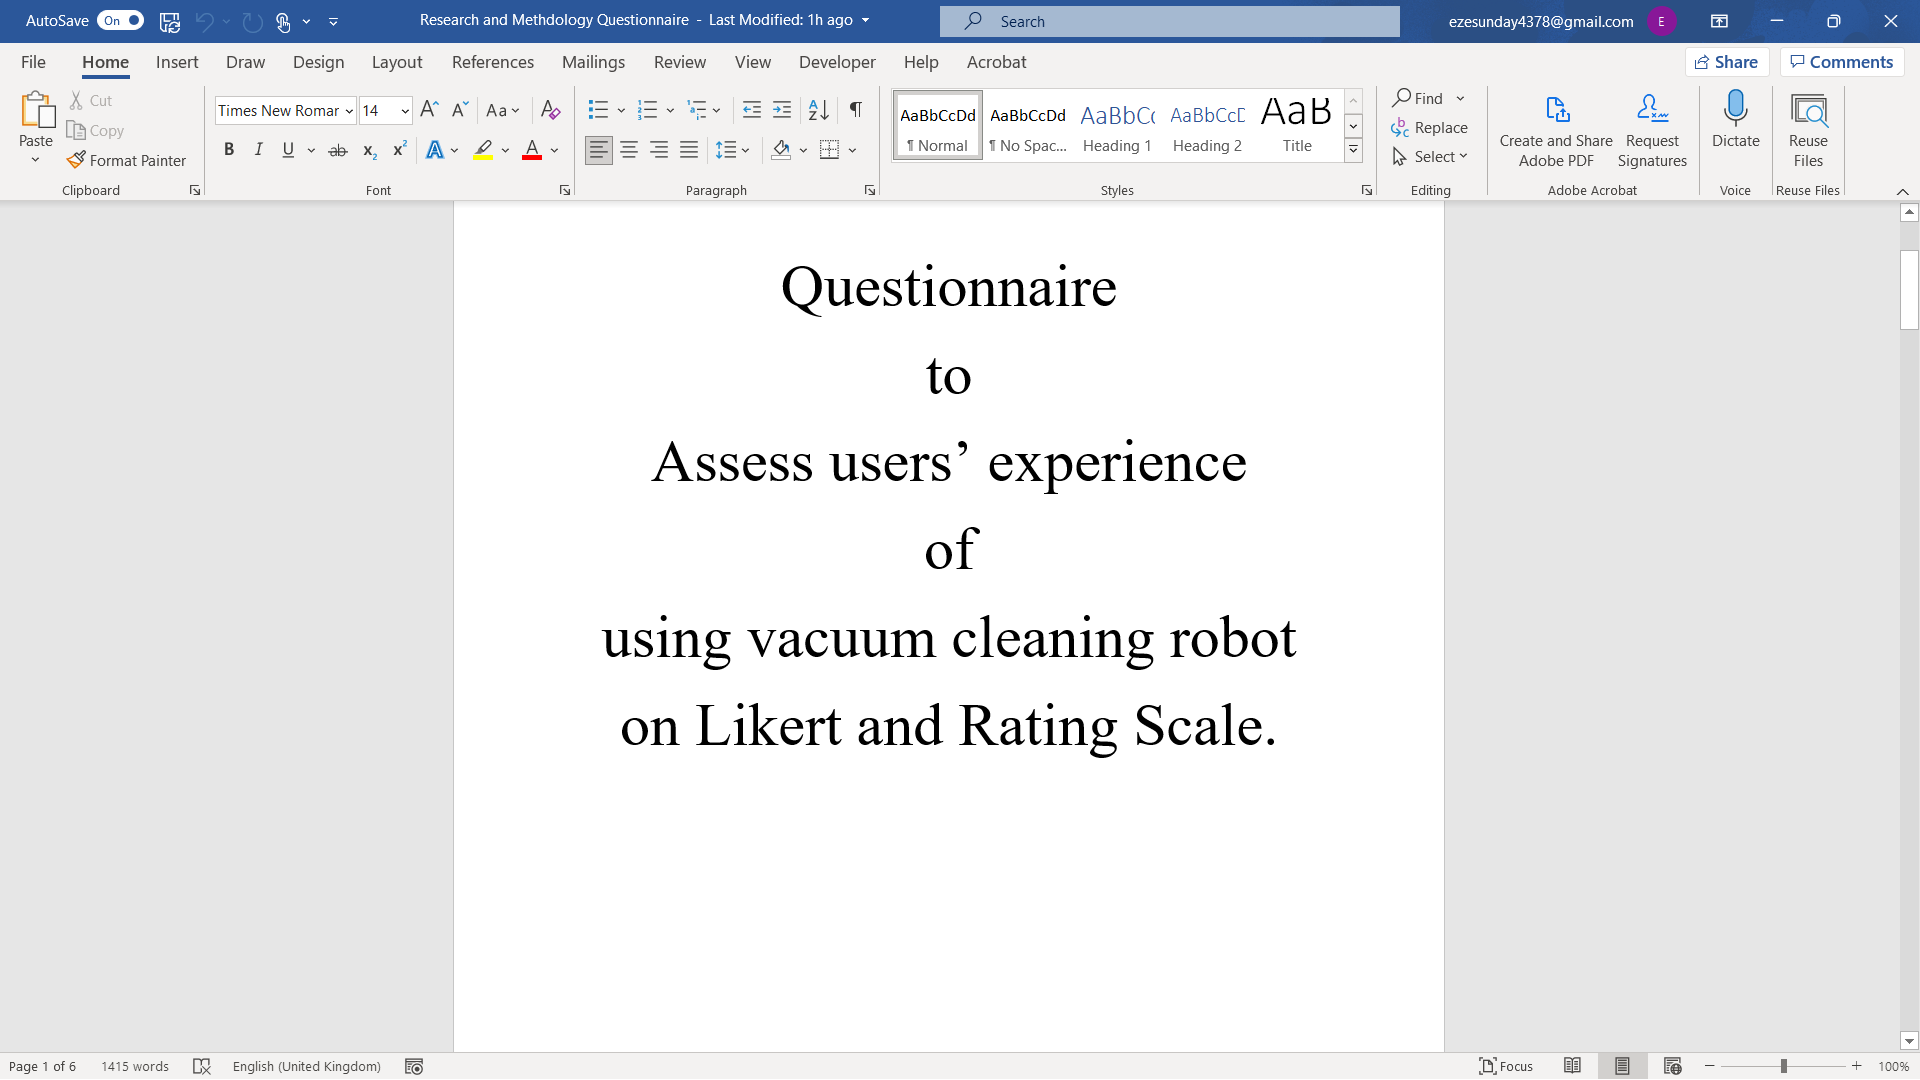 AutoSave On Research and Methdology Questionnaire - Last Modified: 1h ago Search ezesunday4378@gmail.com E
File Home Insert Draw Design Layout References Mailings Review View Developer Help Acrobat Share Comments
Paste Cut Copy Format Painter
Clipboard
Times New Romar 14 Aa
B I U ab x₂ x² A A
Font
Paragraph
AaBbCcDd AaBbCcDd AaBbCc AaBbCcD AaB
¶ Normal ¶ No Spac... Heading 1 Heading 2 Title
Styles
Find
Replace
Select
Editing
Create and Share
Adobe PDF
Request
Signatures
Adobe Acrobat
Dictate
Voice
Reuse
Files
Reuse Files
Questionnaire
to
Assess users’ experience
of
using vacuum cleaning robot
on Likert and Rating Scale.
Page 1 of 6 1415 words English (United Kingdom) Focus 100%